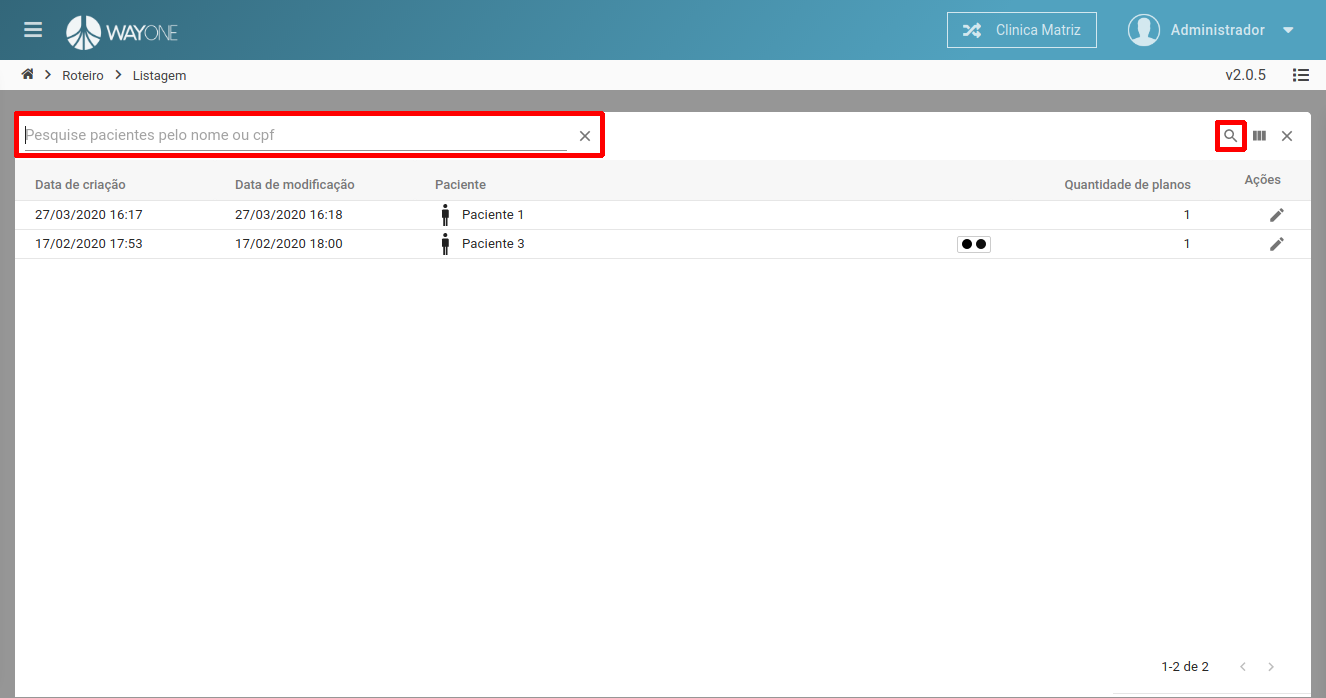 WAYONE
Clinica Matriz
Administrador
Roteiro
Listagem
v2.0.5
Pesquise pacientes pelo nome ou cpf
Data de criação Data de modificação Paciente Quantidade de planos Ações
27/03/2020 16:17 27/03/2020 16:18 Paciente 1 1
17/02/2020 17:53 17/02/2020 18:00 Paciente 3 1
1-2 de 2